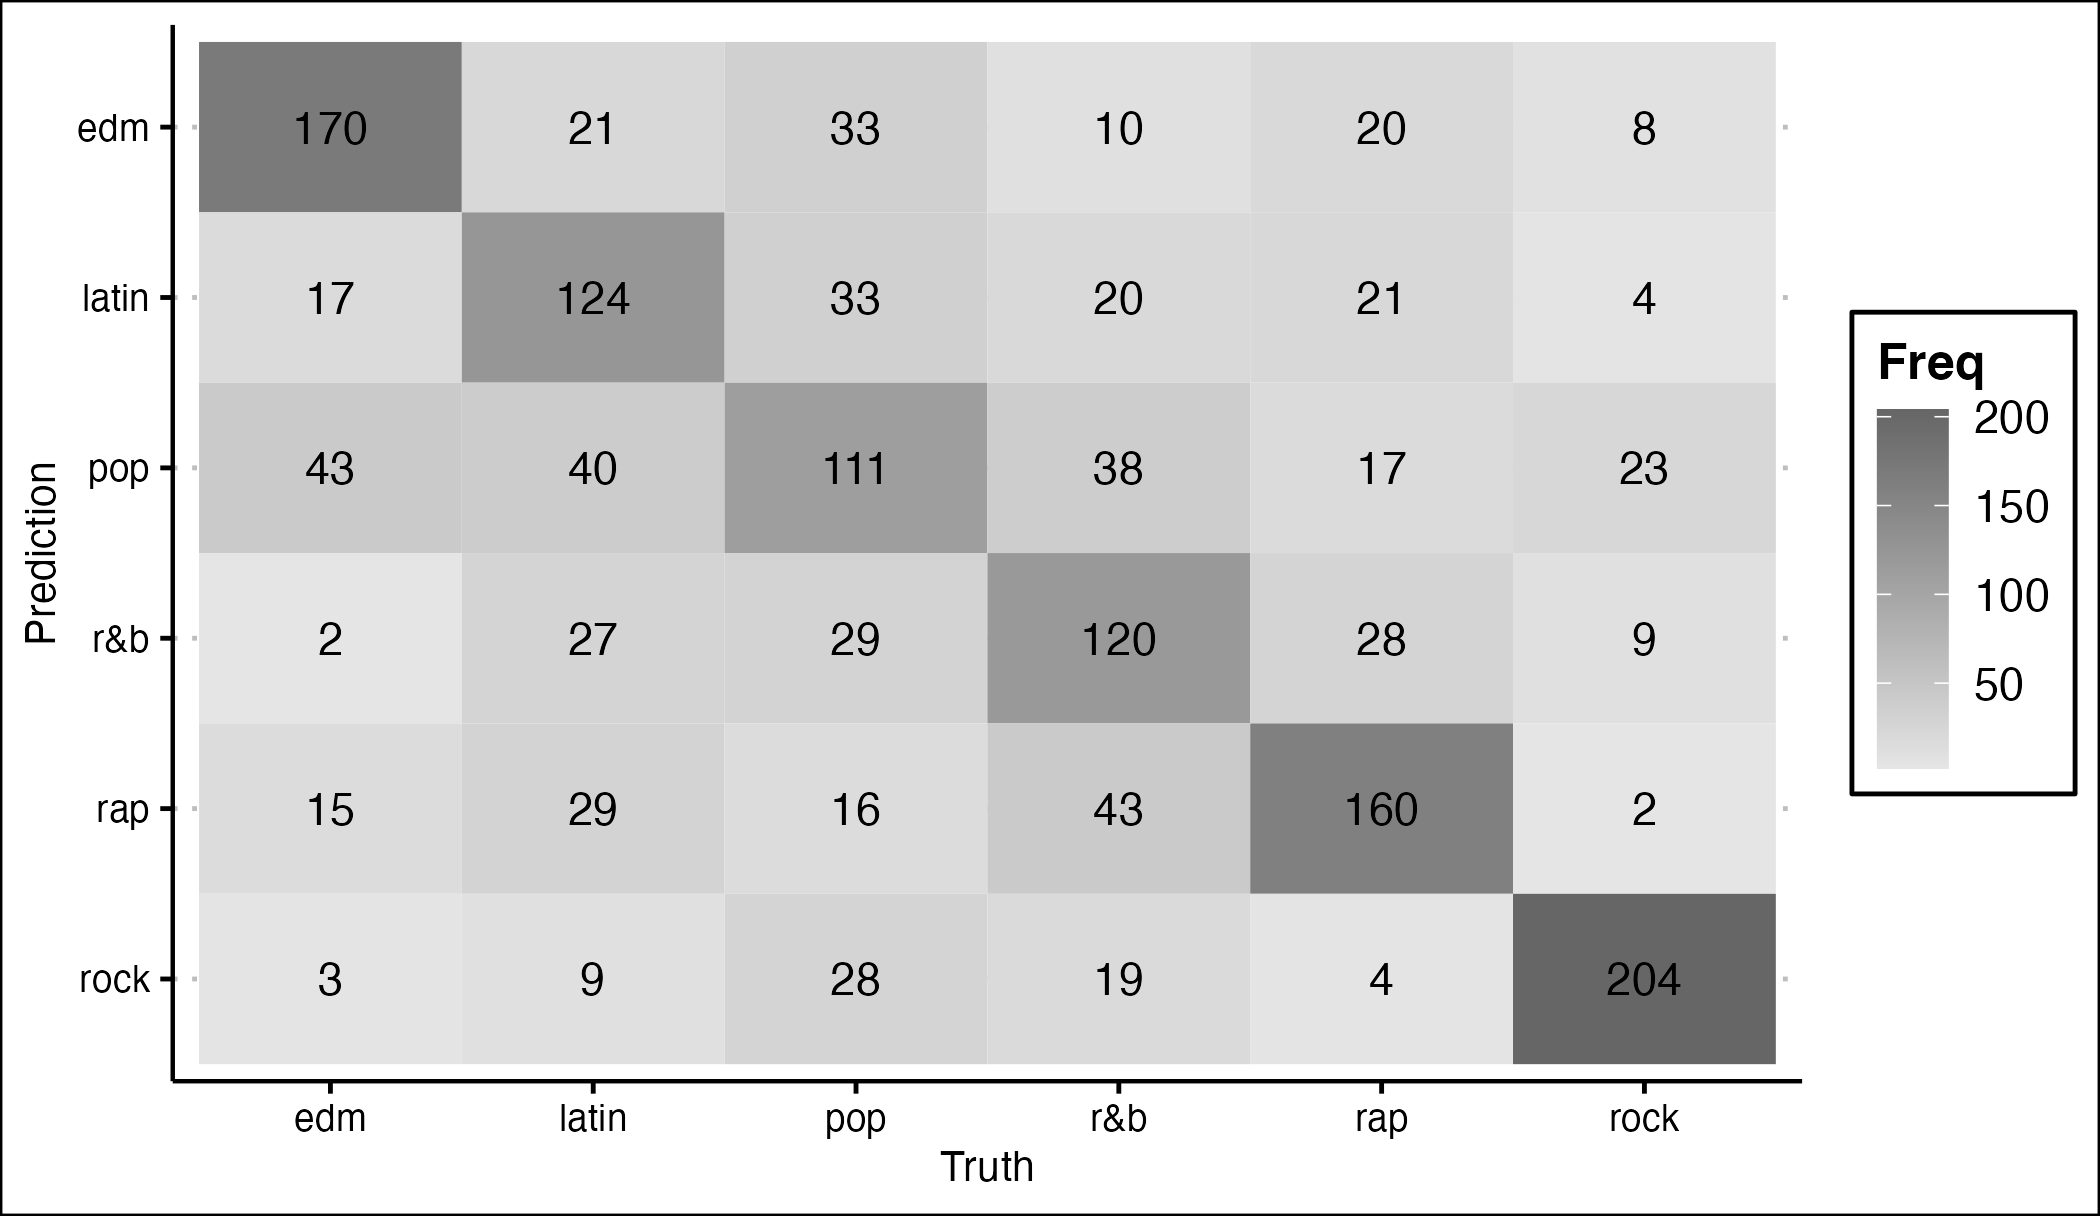 edm 170 21 33 10 20 8
latin 17 124 33 20 21 4
pop 43 40 111 38 17 23
r&b 2 27 29 120 28 9
rap 15 29 16 43 160 2
rock 3 9 28 19 4 204
edm latin pop r&b rap rock
Truth
Prediction
Freq
200
150
100
50